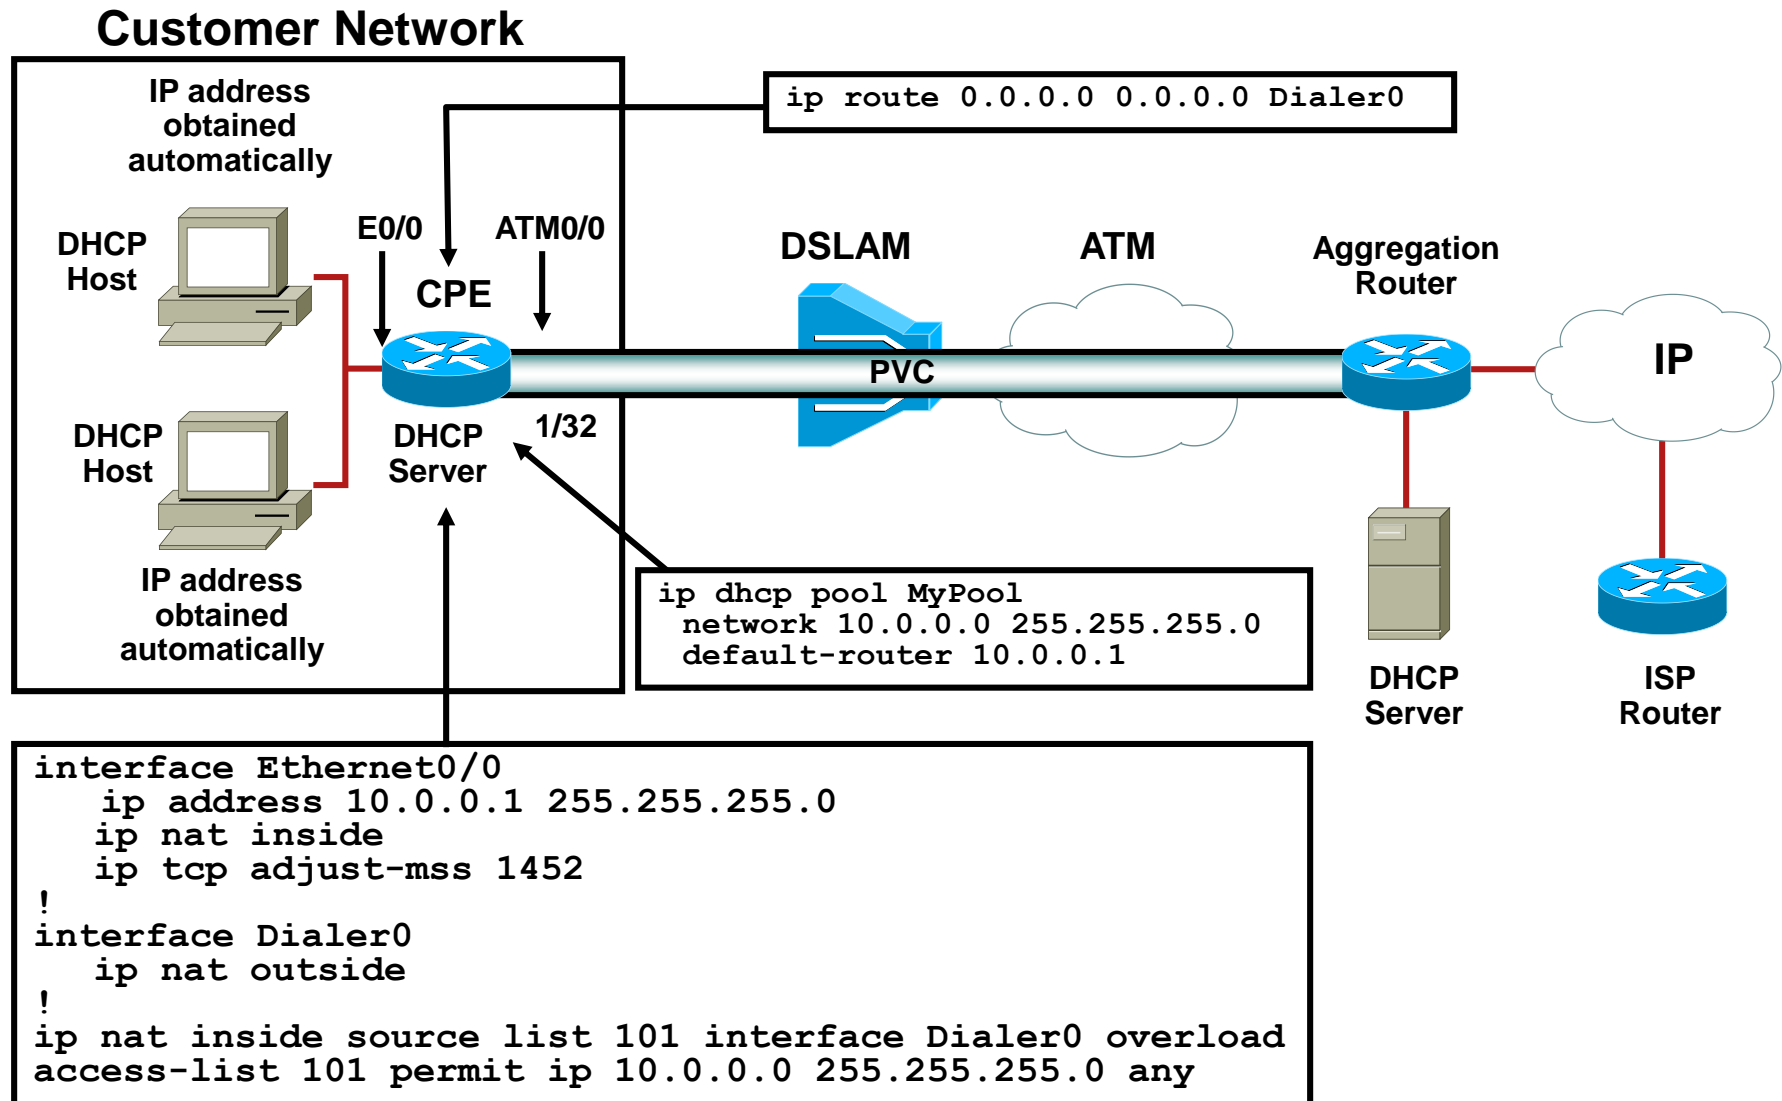 Customer Network
IP address
obtained
automatically
ip route 0.0.0.0 0.0.0.0 Dialer0
DHCP
Host
E0/0
ATM0/0
CPE
DSLAM
ATM
Aggregation
Router
PVC
IP
DHCP
Host
DHCP
Server
1/32
IP address
obtained
automatically
ip dhcp pool MyPool
network 10.0.0.0 255.255.255.0
default-router 10.0.0.1
DHCP
Server
ISP
Router
interface Ethernet0/0
ip address 10.0.0.1 255.255.255.0
ip nat inside
ip tcp adjust-mss 1452
!
interface Dialer0
ip nat outside
!
ip nat inside source list 101 interface Dialer0 overload
access-list 101 permit ip 10.0.0.0 255.255.255.0 any